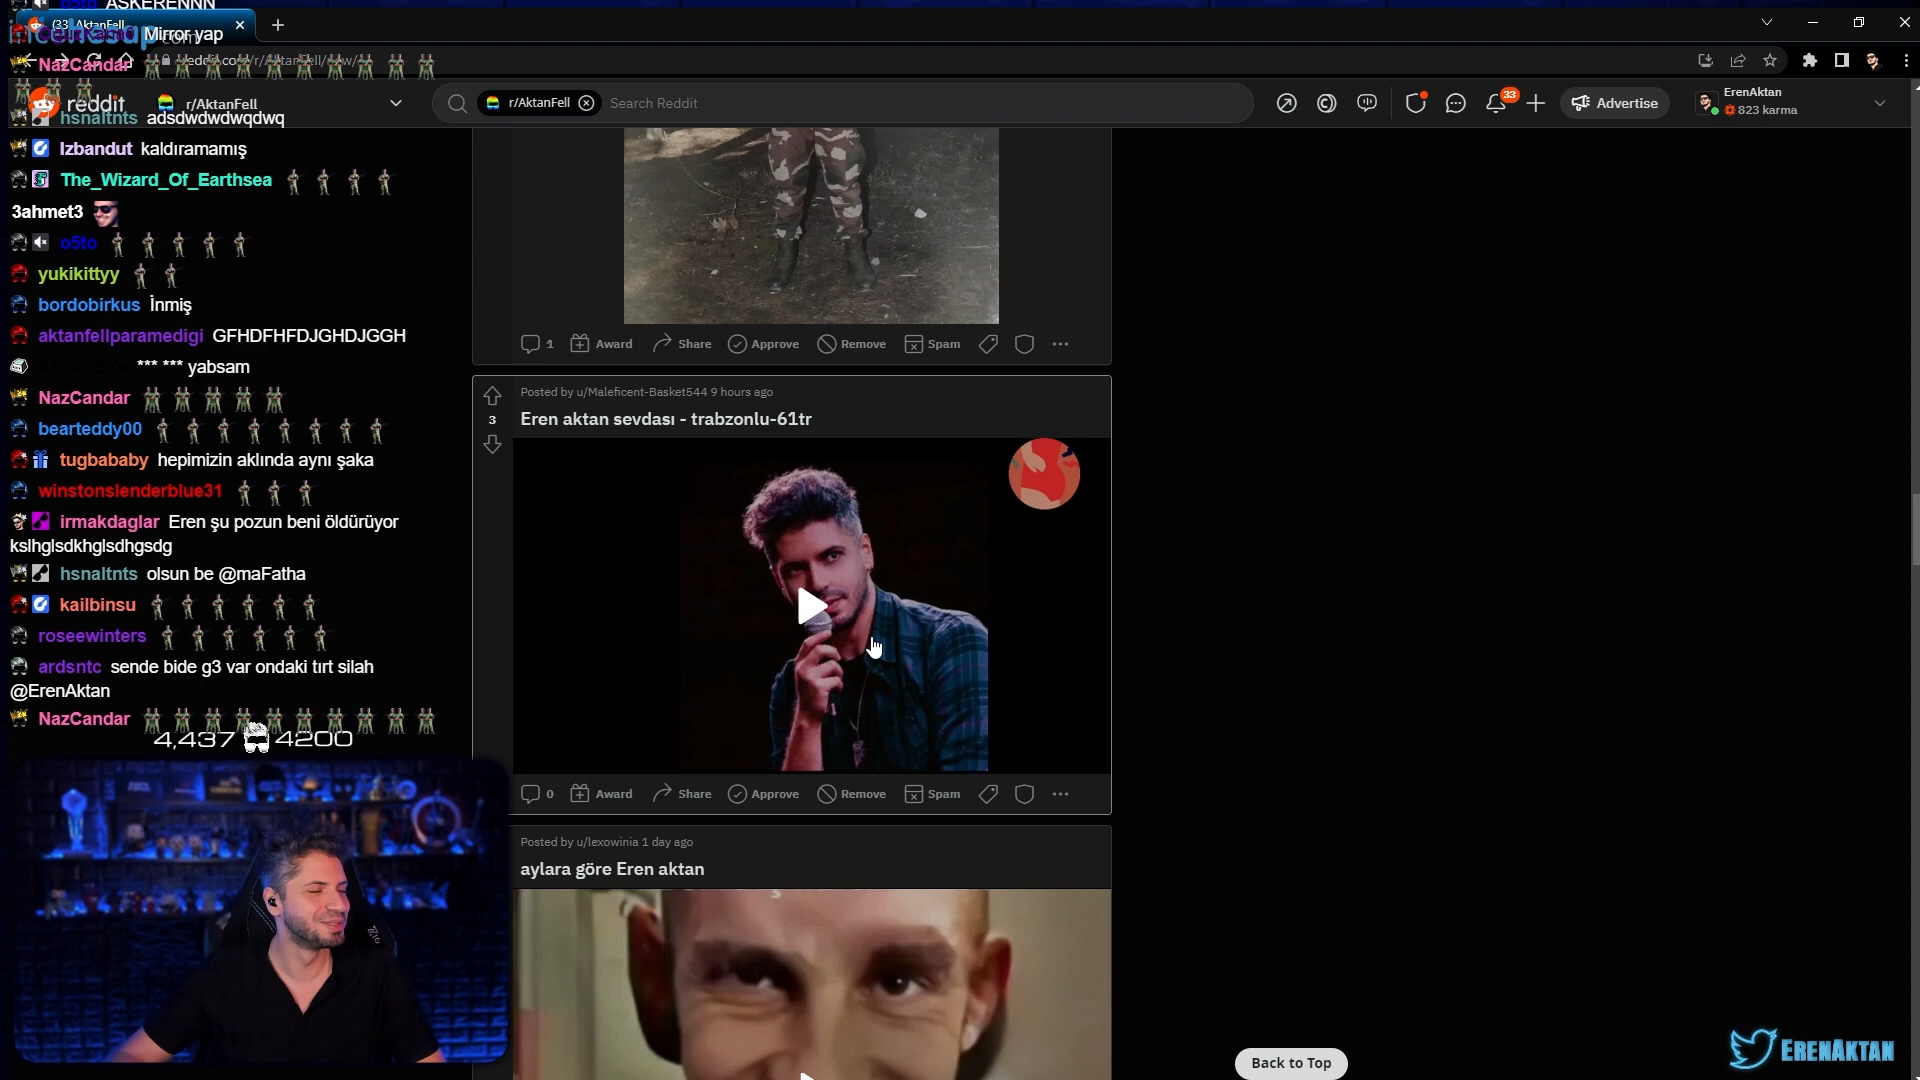 ASKERENNN
(33) AktanFell
Mirror yap
NazCandar
reddit
r/AktanFell
r/AktanFell
Search Reddit
33
Advertise
ErenAktan
823 karma
hsnaltnts adsdwdwdwqdwq
Izbandut kaldıramamış
The_Wizard_Of_Earthsea
3ahmet3
o5to
yukikittyy
bordobirkus İnmiş
aktanfellparamedigi GFHDFHFDJGHDJGGH
*** *** yabsam
NazCandar
bearteddy00
tugbababy hepimizin aklında aynı şaka
winstonslenderblue31
irmakdaglar Eren şu pozun beni öldürüyor
kslhglsdkhglsdhgsdg
hsnaltnts olsun be @maFatha
kailbinsu
roseewinters
ardsntc sende bide g3 var ondaki tırt silah
@ErenAktan
NazCandar
4,437 4200
1 Award Share Approve Remove Spam
Posted by u/Maleficent-Basket544 9 hours ago
3
Eren aktan sevdası - trabzonlu-61tr
0 Award Share Approve Remove Spam
Posted by u/lexowinia 1 day ago
aylara göre Eren aktan
Back to Top
ERENAKTAN